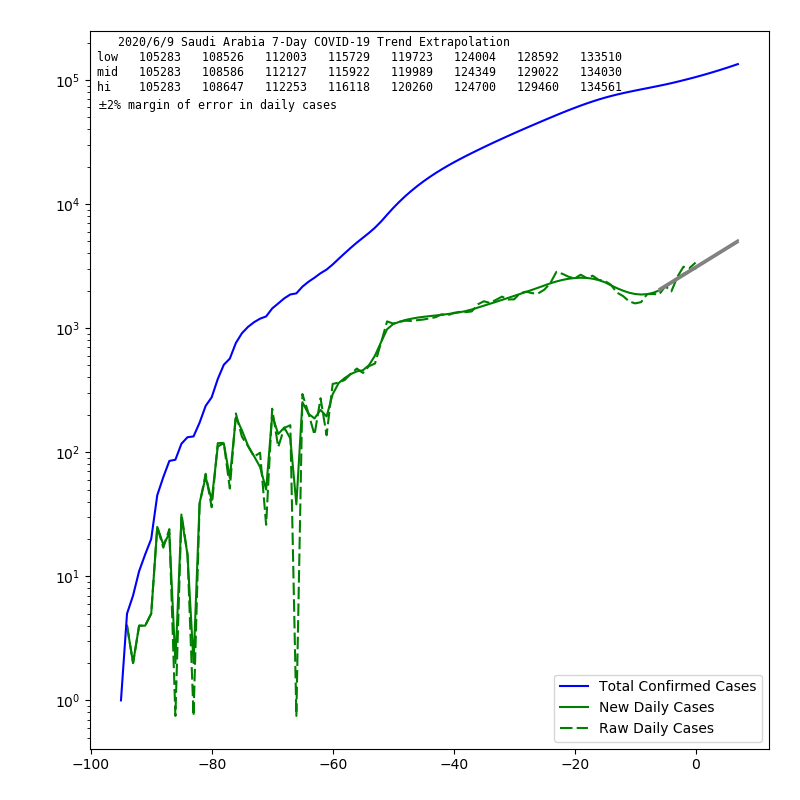 2020/6/9 Saudi Arabia 7-Day COVID-19 Trend Extrapolation
low 105283 108526 112003 115729 119723 124004 128592 133510
mid 105283 108586 112127 115922 119989 124349 129022 134030
hi 105283 108647 112253 116118 120260 124700 129460 134561
±2% margin of error in daily cases
10⁵
10⁴
10³
10²
10¹
10⁰
Total Confirmed Cases
New Daily Cases
Raw Daily Cases
−100 −80 −60 −40 −20 0